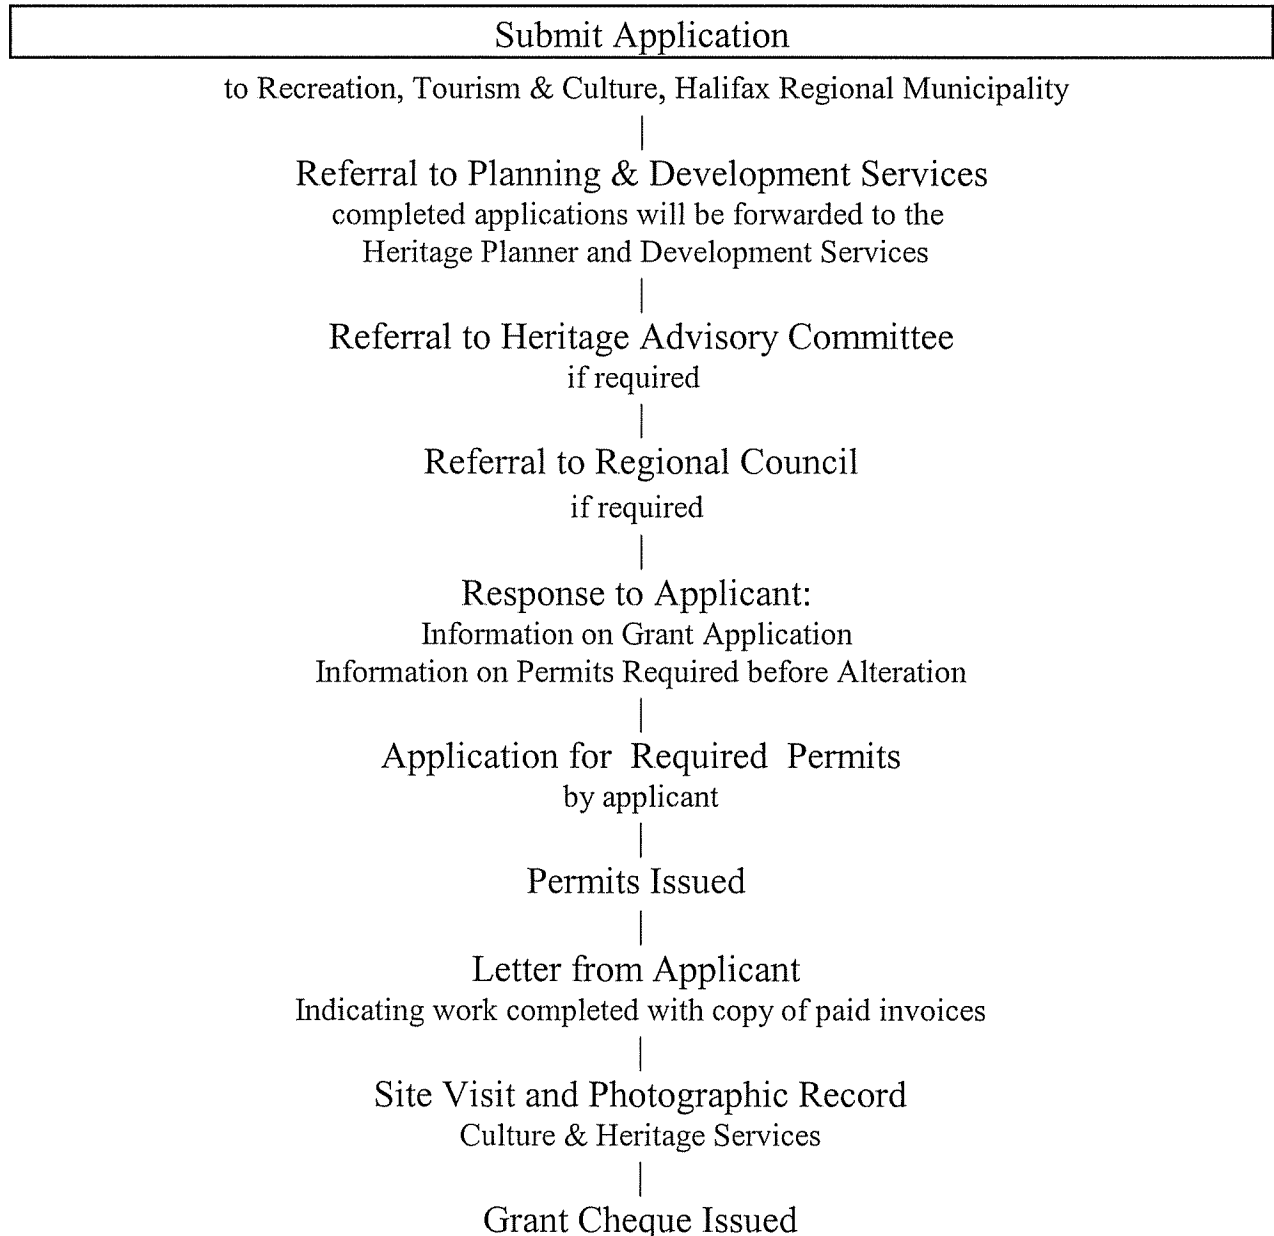 Submit Application
to Recreation, Tourism & Culture, Halifax Regional Municipality
Referral to Planning & Development Services
completed applications will be forwarded to the
Heritage Planner and Development Services
Referral to Heritage Advisory Committee
if required
Referral to Regional Council
if required
Response to Applicant:
Information on Grant Application
Information on Permits Required before Alteration
Application for Required Permits
by applicant
Permits Issued
Letter from Applicant
Indicating work completed with copy of paid invoices
Site Visit and Photographic Record
Culture & Heritage Services
Grant Cheque Issued